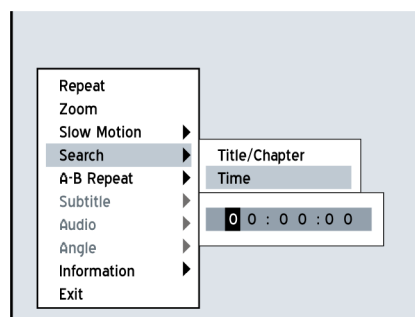 Repeat
Zoom
Slow Motion
Search
A-B Repeat
Subtitle
Audio
Angle
Information
Exit
Title/Chapter
Time
0 0 : 0 0 : 0 0